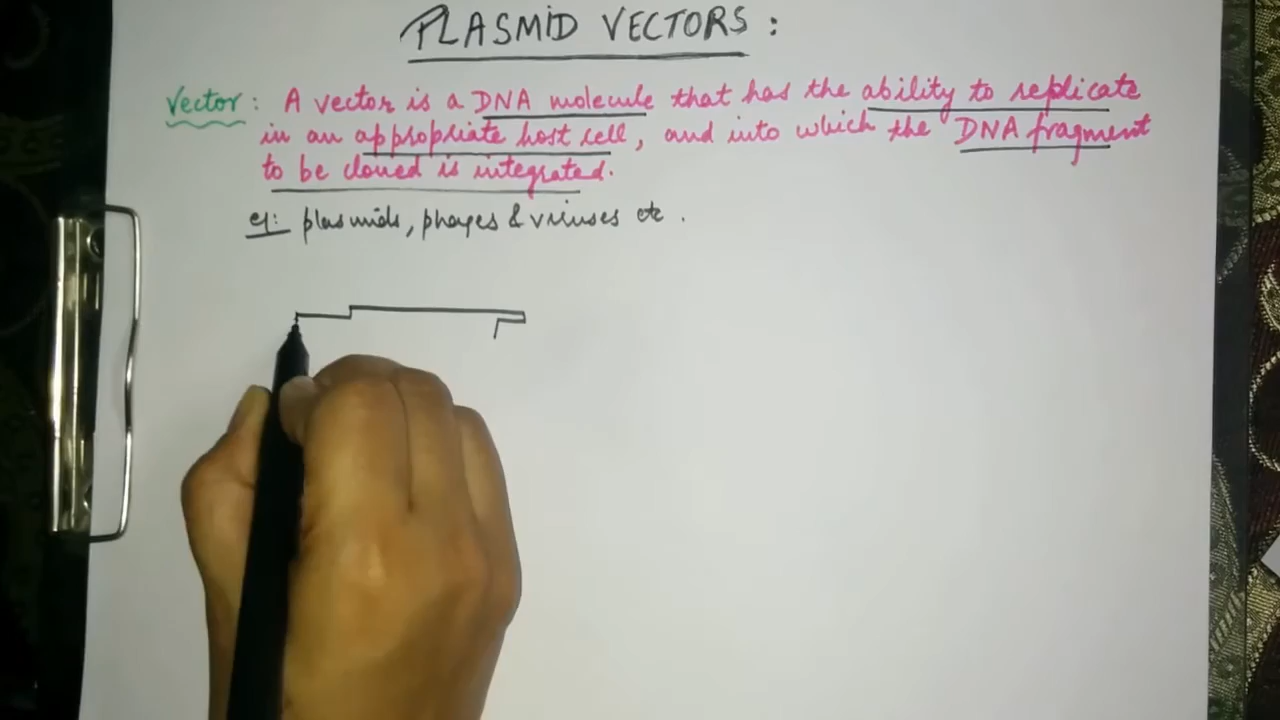 PLASMID VECTORS :
Vector : A vector is a DNA molecule that has the ability to replicate
in an appropriate host cell, and into which the DNA fragment
to be cloned is integrated.
eg: plasmids, phages & viruses etc.